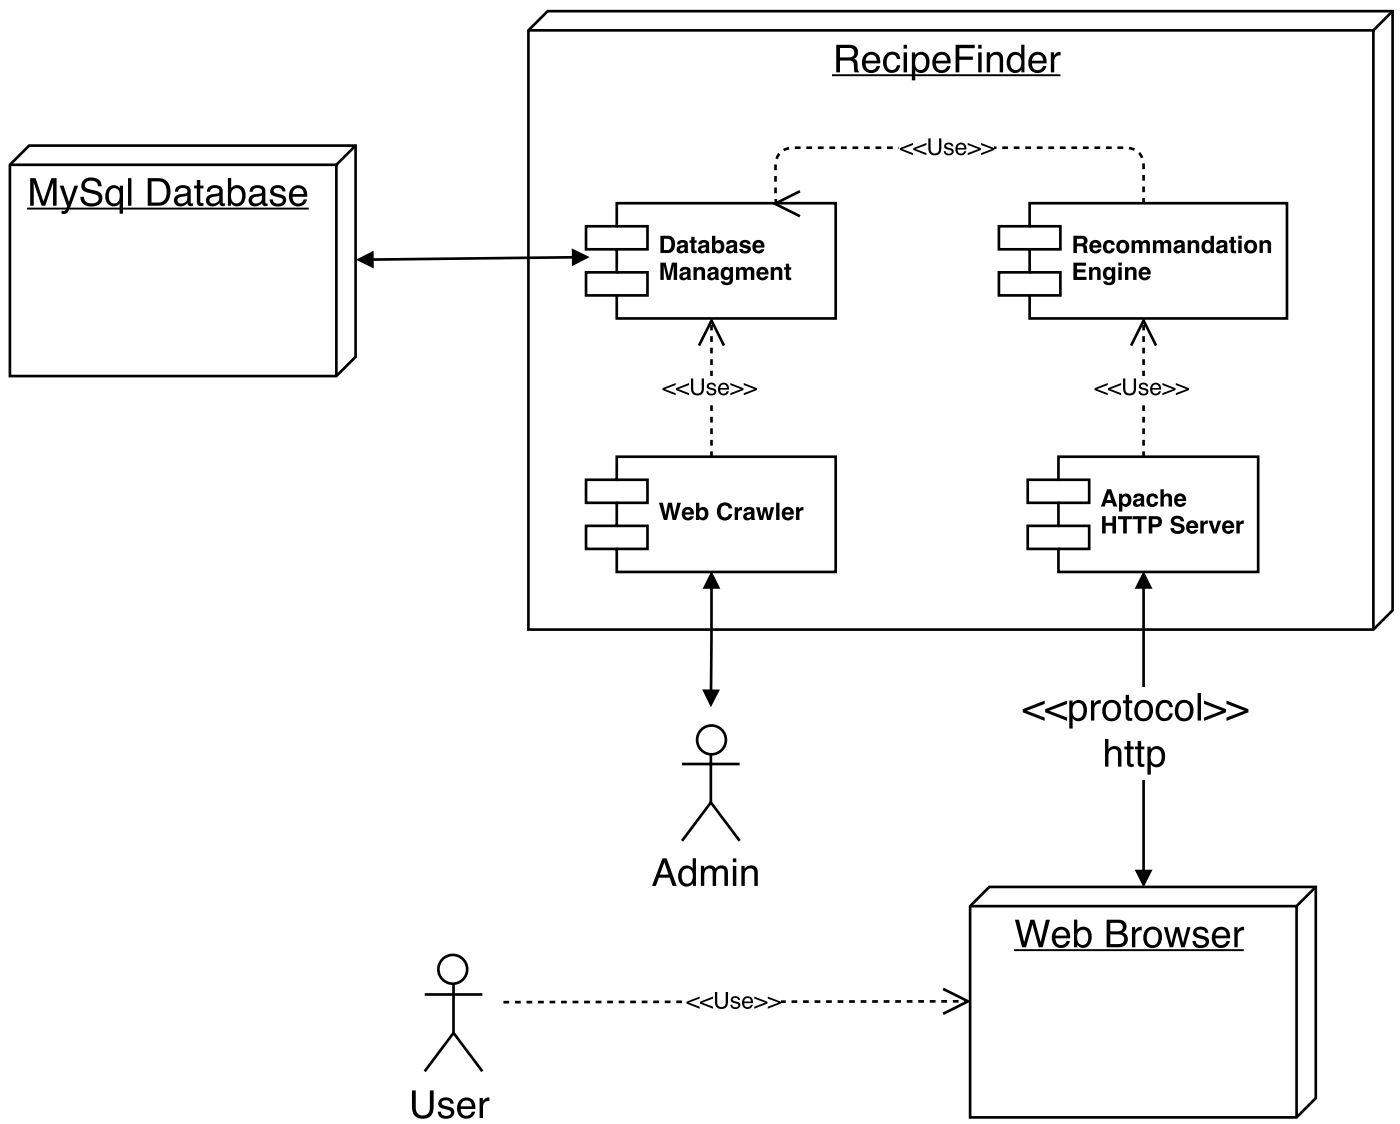 RecipeFinder
MySql Database
<<Use>>
Database
Managment
Recommandation
Engine
<<Use>>
<<Use>>
Web Crawler
Apache
HTTP Server
<<protocol>>
http
Admin
Web Browser
<<Use>>
User